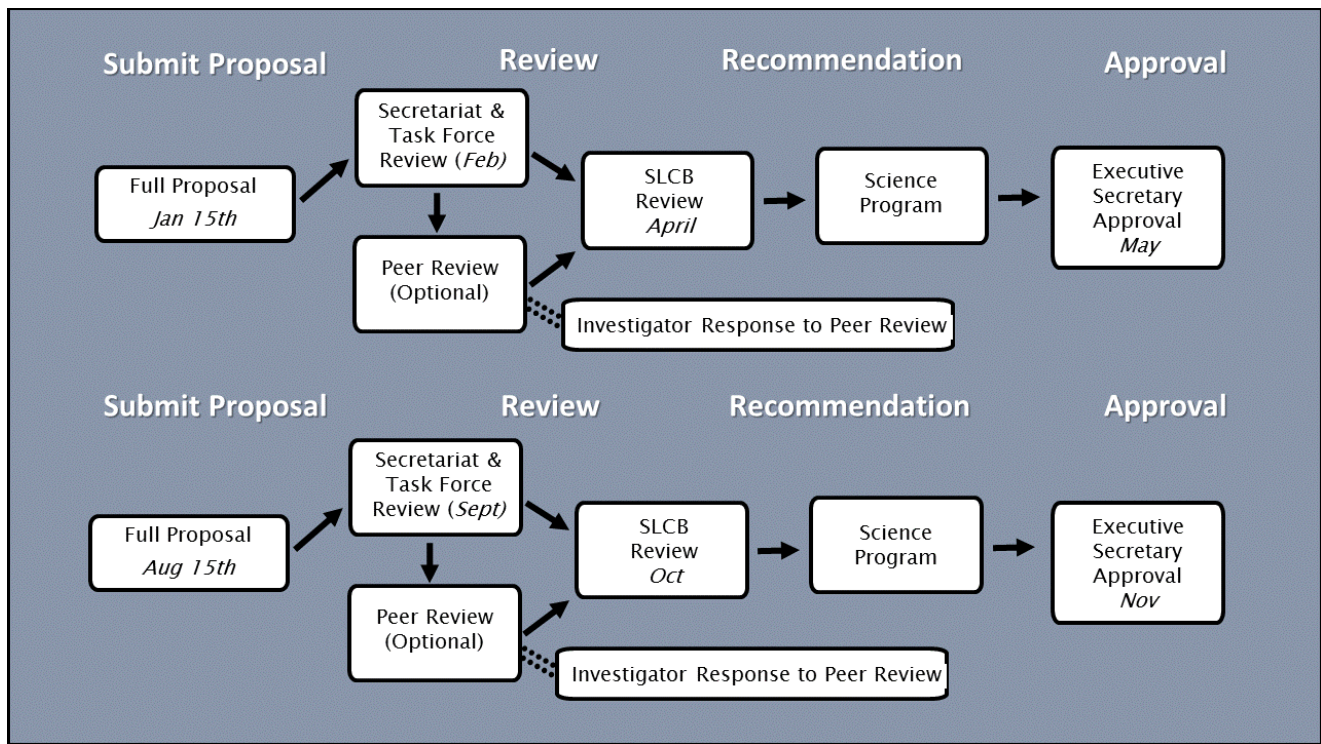 Submit Proposal
Review
Recommendation
Approval
Full Proposal
Jan 15th
Secretariat &
Task Force
Review (Feb)
Peer Review
(Optional)
Investigator Response to Peer Review
SLCB
Review
April
Science
Program
Executive
Secretary
Approval
May
Submit Proposal
Review
Recommendation
Approval
Full Proposal
Aug 15th
Secretariat &
Task Force
Review (Sept)
Peer Review
(Optional)
Investigator Response to Peer Review
SLCB
Review
Oct
Science
Program
Executive
Secretary
Approval
Nov